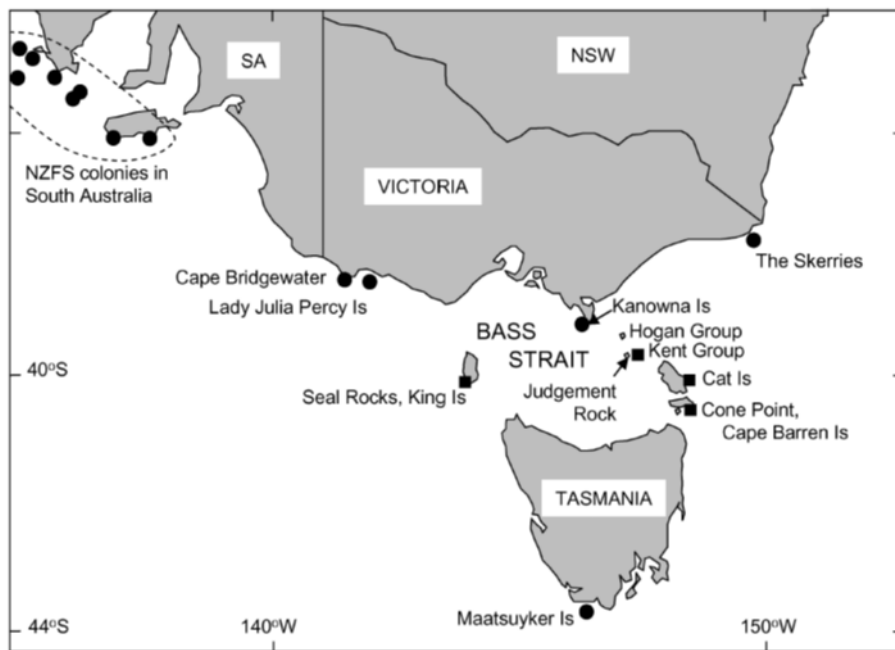 SA
NSW
NZFS colonies in
South Australia
VICTORIA
The Skerries
Cape Bridgewater
Lady Julia Percy Is
Kanowna Is
BASS
STRAIT
Hogan Group
Kent Group
40°S
Judgement
Rock
Cat Is
Seal Rocks, King Is
Cone Point,
Cape Barren Is
TASMANIA
Maatsuyker Is
44°S
140°W
150°W